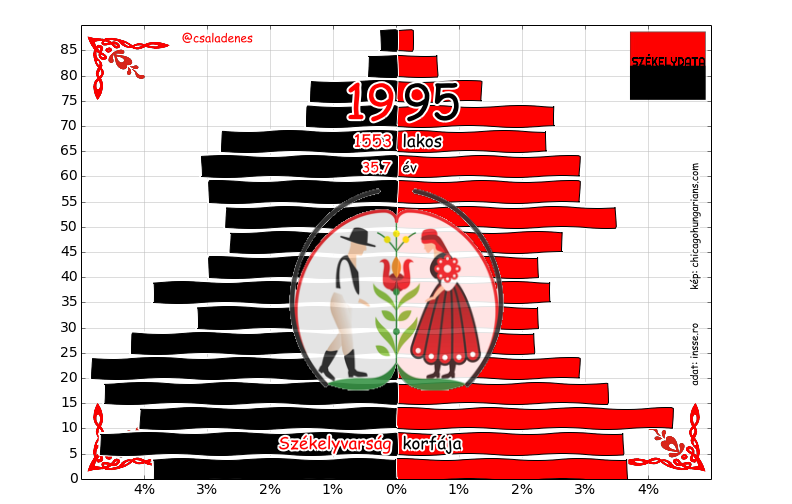 @csaladenes
SZÉKELYDATA
1995
1553 lakos
35.7 év
kép: chicagohungarians.com
adat: insse.ro
Székelyvarság korfája
85
80
75
70
65
60
55
50
45
40
35
30
25
20
15
10
5
0
4% 3% 2% 1% 0% 1% 2% 3% 4%